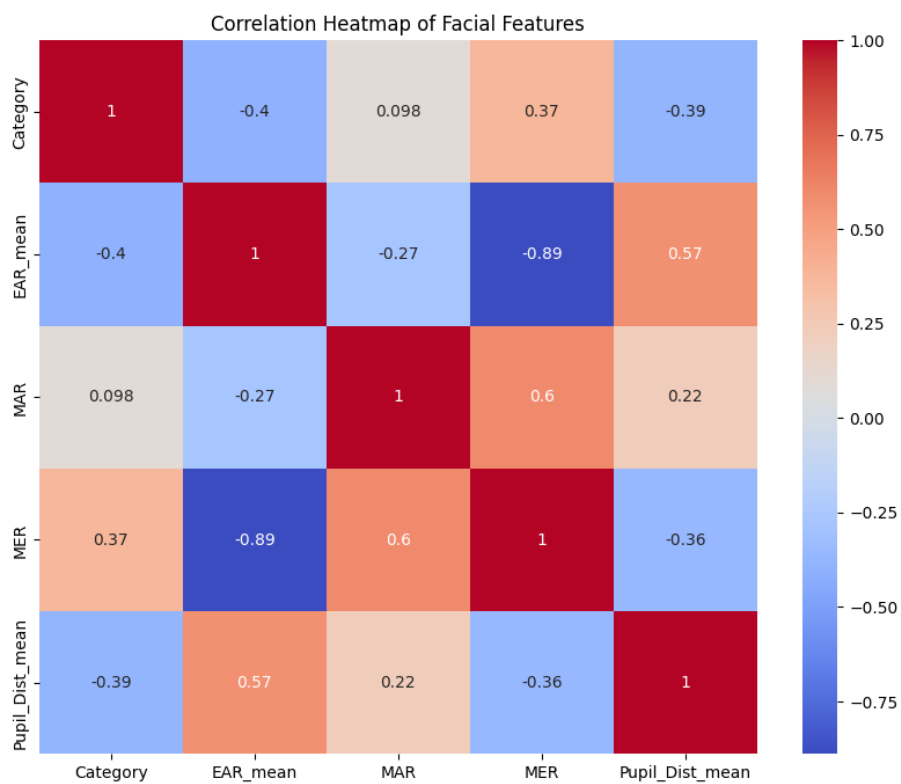 Correlation Heatmap of Facial Features
Category 1 -0.4 0.098 0.37 -0.39
EAR_mean -0.4 1 -0.27 -0.89 0.57
MAR 0.098 -0.27 1 0.6 0.22
MER 0.37 -0.89 0.6 1 -0.36
Pupil_Dist_mean -0.39 0.57 0.22 -0.36 1
Category EAR_mean MAR MER Pupil_Dist_mean
1.00
0.75
0.50
0.25
0.00
−0.25
−0.50
−0.75